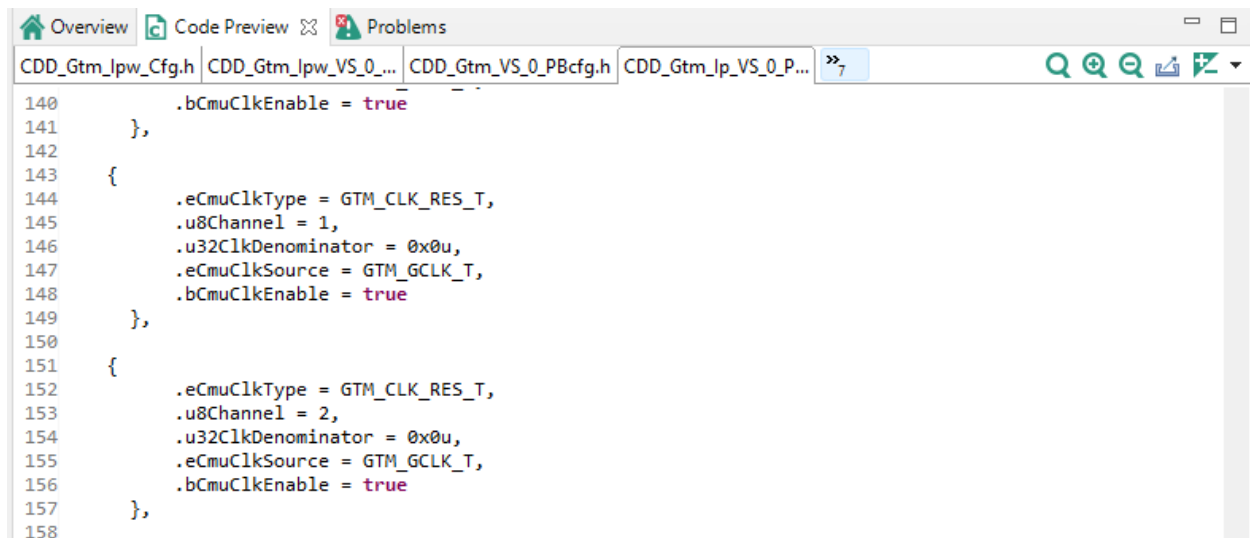 Overview Code Preview Problems
CDD_Gtm_Ipw_Cfg.h CDD_Gtm_Ipw_VS_0_... CDD_Gtm_VS_0_PBcfg.h CDD_Gtm_Ip_VS_0_P... »7
140 .bCmuClkEnable = true
141 },
142
143 {
144 .eCmuClkType = GTM_CLK_RES_T,
145 .u8Channel = 1,
146 .u32ClkDenominator = 0x0u,
147 .eCmuClkSource = GTM_GCLK_T,
148 .bCmuClkEnable = true
149 },
150
151 {
152 .eCmuClkType = GTM_CLK_RES_T,
153 .u8Channel = 2,
154 .u32ClkDenominator = 0x0u,
155 .eCmuClkSource = GTM_GCLK_T,
156 .bCmuClkEnable = true
157 },
158